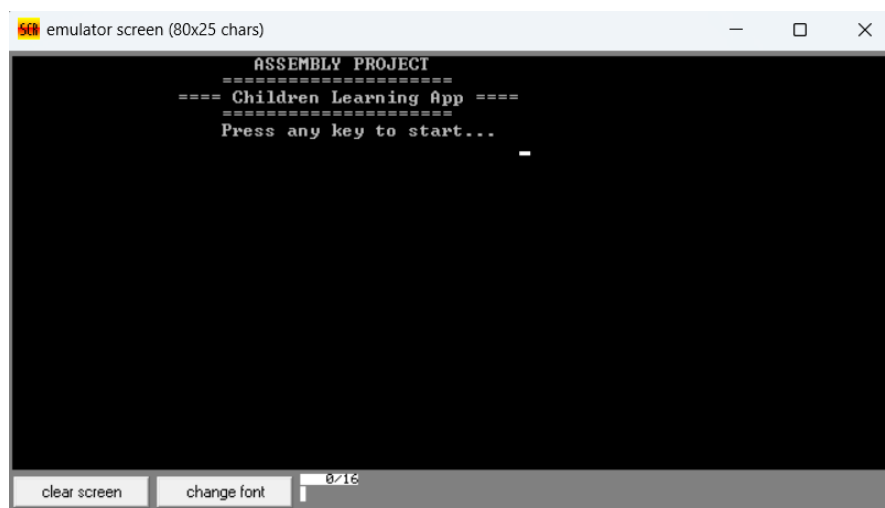 SCR emulator screen (80x25 chars)
ASSEMBLY PROJECT
=====================
==== Children Learning App ====
=====================
Press any key to start...
clear screen
change font
0/16